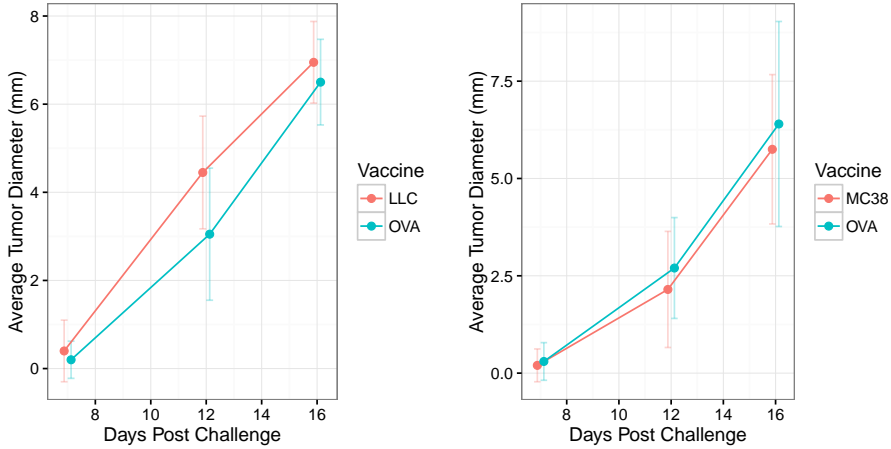 Average Tumor Diameter (mm)
8
6
4
2
0
8 10 12 14 16
Days Post Challenge
Vaccine
LLC
OVA
Average Tumor Diameter (mm)
7.5
5.0
2.5
0.0
8 10 12 14 16
Days Post Challenge
Vaccine
MC38
OVA